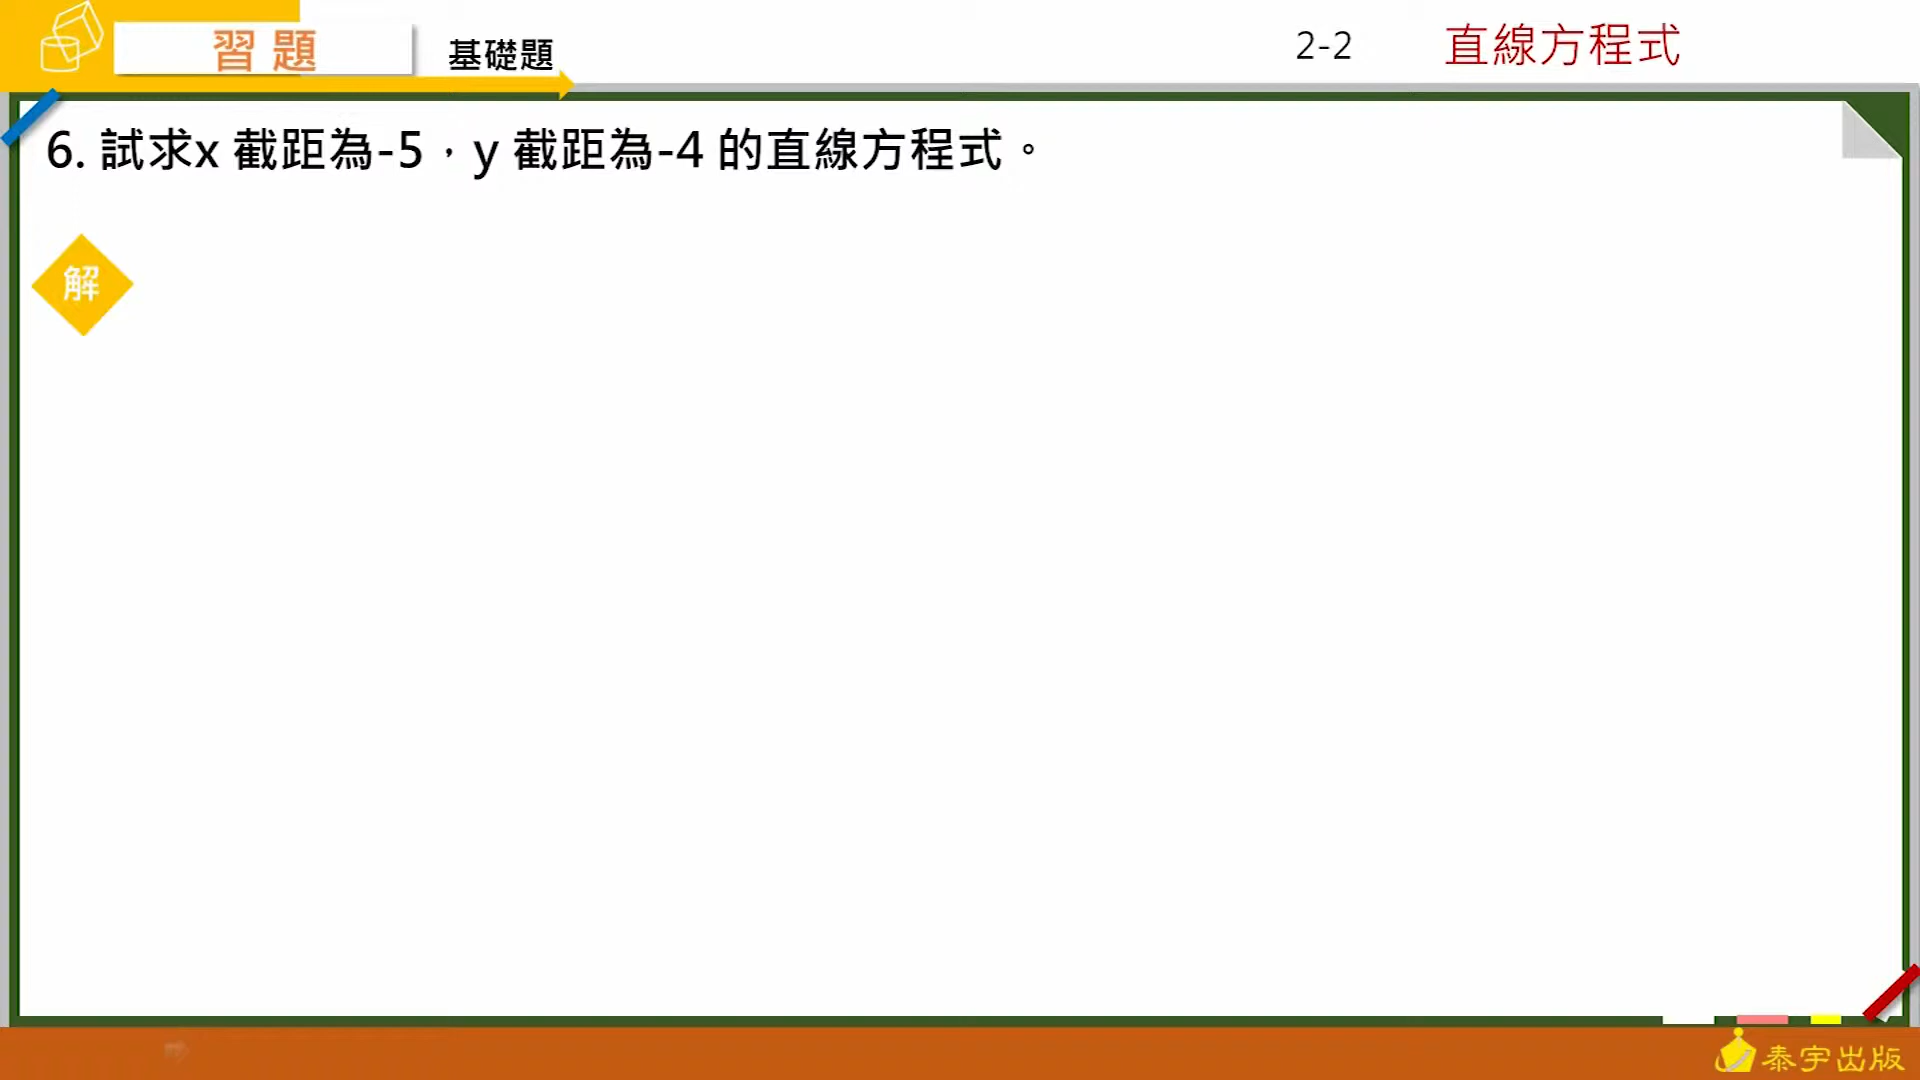 習題
基礎題
2-2 直線方程式
6. 試求x 截距為-5，y 截距為-4 的直線方程式。
解
泰宇出版